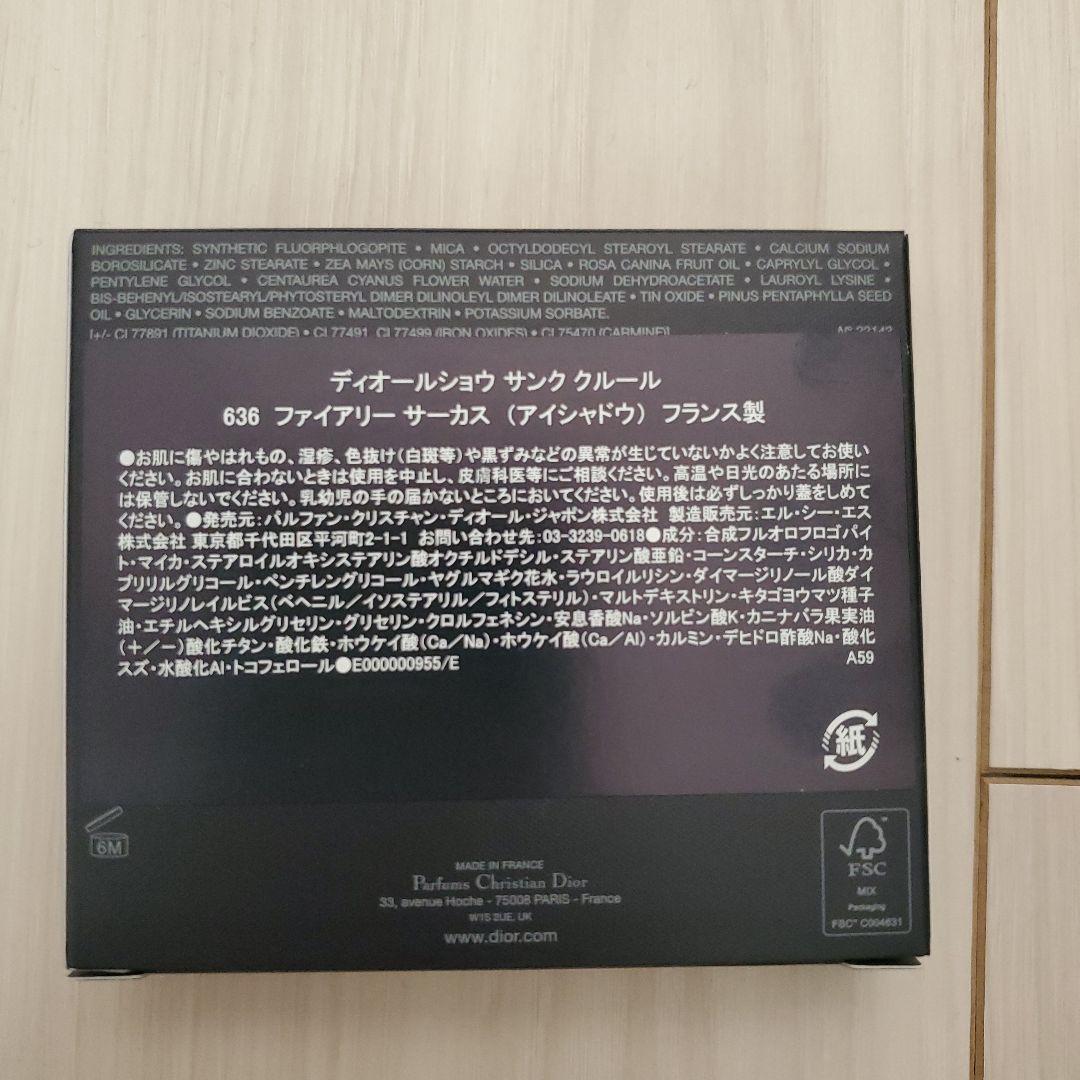 INGREDIENTS: SYNTHETIC FLUORPHLOGOPITE • MICA • OCTYLDODECYL STEAROYL STEARATE • CALCIUM SODIUM
BOROSILICATE • ZINC STEARATE • ZEA MAYS (CORN) STARCH • SILICA • ROSA CANINA FRUIT OIL • CAPRYLYL GLYCOL •
PENTYLENE GLYCOL • CENTAUREA CYANUS FLOWER WATER • SODIUM DEHYDROACETATE • LAUROYL LYSINE •
BIS-BEHENYL/ISOSTEARYL/PHYTOSTERYL DIMER DILINOLEYL DIMER DILINOLEATE • TIN OXIDE • PINUS PENTAPHYLLA SEED
OIL • GLYCERIN • SODIUM BENZOATE • MALTODEXTRIN • POTASSIUM SORBATE.
[+/- CI 77891 (TITANIUM DIOXIDE) • CI 77491, CI 77499 (IRON OXIDES) • CI 75470 (CARMINE)] N° 22142
ディオールショウ サンク クルール
636 ファイアリー サーカス（アイシャドウ）フランス製
●お肌に傷やはれもの、湿疹、色抜け（白斑等）や黒ずみなどの異常が生じていないかよく注意してお使い
ください。お肌に合わないときは使用を中止し、皮膚科医等にご相談ください。高温や日光のあたる場所に
は保管しないでください。乳幼児の手の届かないところにおいてください。使用後は必ずしっかり蓋をしめて
ください。●発売元：パルファン・クリスチャン・ディオール・ジャポン株式会社 製造販売元：エル・シー・エス
株式会社 東京都千代田区平河町2-1-1 お問い合わせ先：03-3239-0618●成分：合成フルオロフロゴパイ
ト・マイカ・ステアロイルオキシステアリン酸オクチルドデシル・ステアリン酸亜鉛・コーンスターチ・シリカ・カ
プリリルグリコール・ペンチレングリコール・ヤグルマギク花水・ラウロイルリシン・ダイマージリノール酸ダイ
マージリノレイルビス（ベヘニル／イソステアリル／フィトステリル）・マルトデキストリン・キタゴヨウマツ種子
油・エチルヘキシルグリセリン・グリセリン・クロルフェネシン・安息香酸Na・ソルビン酸K・カニナバラ果実油
（＋／－）酸化チタン・酸化鉄・ホウケイ酸（Ca／Na）・ホウケイ酸（Ca／Al）・カルミン・デヒドロ酢酸Na・酸化
スズ・水酸化Al・トコフェロール●E000000955/E A59
紙
6M
MADE IN FRANCE
Parfums Christian Dior
33, avenue Hoche - 75008 PARIS - France
W1S 2UE, UK
www.dior.com
FSC
MIX
Packaging
FSC™ C004631